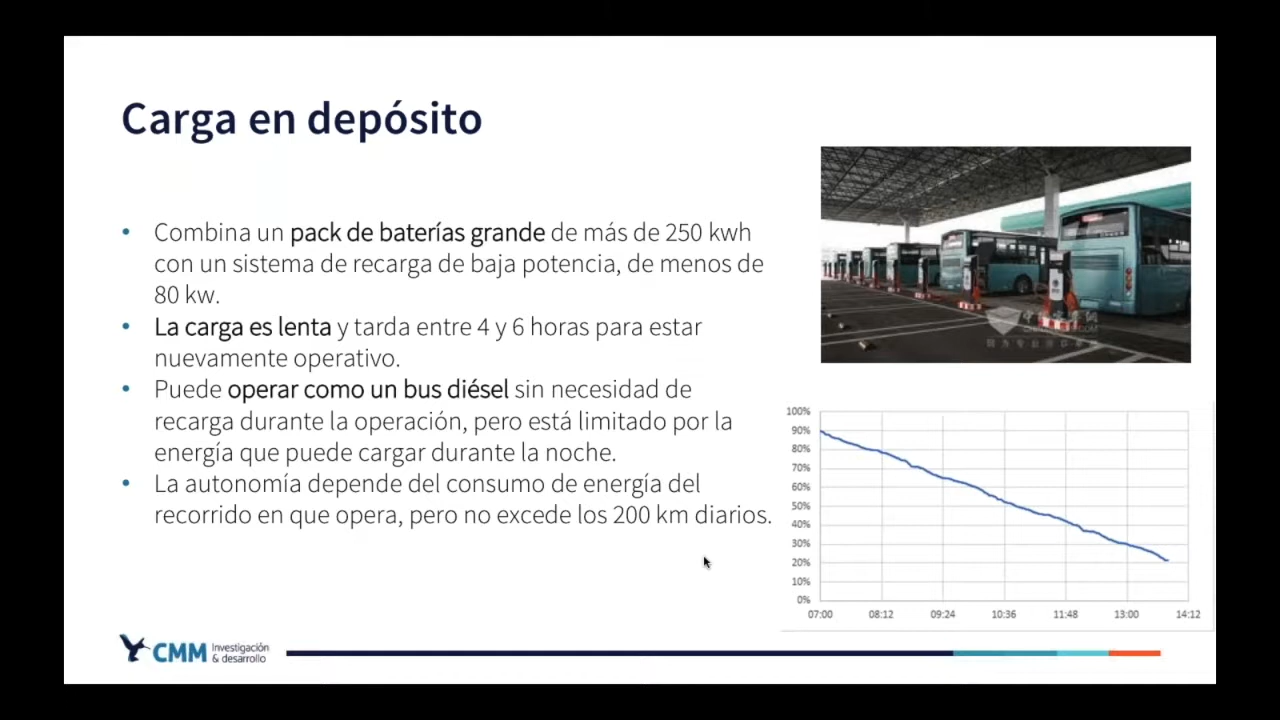 Carga en depósito
Combina un pack de baterías grande de más de 250 kwh
con un sistema de recarga de baja potencia, de menos de
80 kw.
La carga es lenta y tarda entre 4 y 6 horas para estar
nuevamente operativo.
Puede operar como un bus diésel sin necesidad de
recarga durante la operación, pero está limitado por la
energía que puede cargar durante la noche.
La autonomía depende del consumo de energía del
recorrido en que opera, pero no excede los 200 km diarios.
100%
90%
80%
70%
60%
50%
40%
30%
20%
10%
0%
07:00 08:12 09:24 10:36 11:48 13:00 14:12
CMM Investigación
& desarrollo